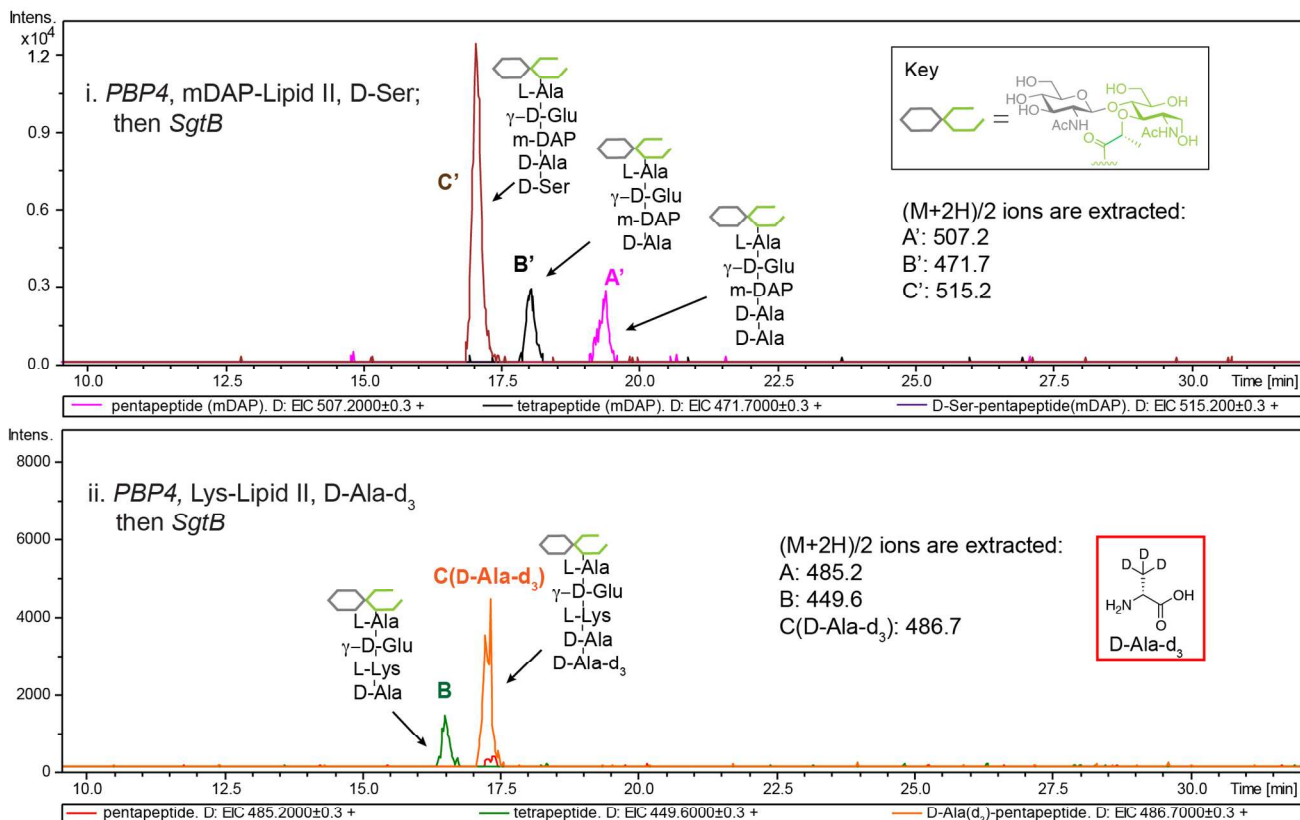 Intens.
x10⁴
1.2
0.9
0.6
0.3
0.0
i. PBP4, mDAP-Lipid II, D-Ser;
then SgtB
L-Ala
γ-D-Glu
m-DAP
D-Ala
D-Ser
C'
L-Ala
γ-D-Glu
m-DAP
D-Ala
B'
L-Ala
γ-D-Glu
m-DAP
D-Ala
D-Ala
A'
Key
HO
HO
HO
O
AcNH
O
HO
O
O
AcHN
OH
OH
O
=
(M+2H)/2 ions are extracted:
A': 507.2
B': 471.7
C': 515.2
10.0 12.5 15.0 17.5 20.0 22.5 25.0 27.5 30.0 Time [min]
pentapeptide (mDAP). D: EIC 507.2000±0.3 + tetrapeptide (mDAP). D: EIC 471.7000±0.3 + D-Ser-pentapeptide(mDAP). D: EIC 515.200±0.3 +
Intens.
8000
6000
4000
2000
0
ii. PBP4, Lys-Lipid II, D-Ala-d₃
then SgtB
L-Ala
γ-D-Glu
L-Lys
D-Ala
B
C(D-Ala-d₃)
L-Ala
γ-D-Glu
L-Lys
D-Ala
D-Ala-d₃
(M+2H)/2 ions are extracted:
A: 485.2
B: 449.6
C(D-Ala-d₃): 486.7
D
D
D
H₂N
OH
O
D-Ala-d₃
10.0 12.5 15.0 17.5 20.0 22.5 25.0 27.5 30.0 Time [min]
pentapeptide. D: EIC 485.2000±0.3 + tetrapeptide. D: EIC 449.6000±0.3 + D-Ala(d₃)-pentapeptide. D: EIC 486.7000±0.3 +